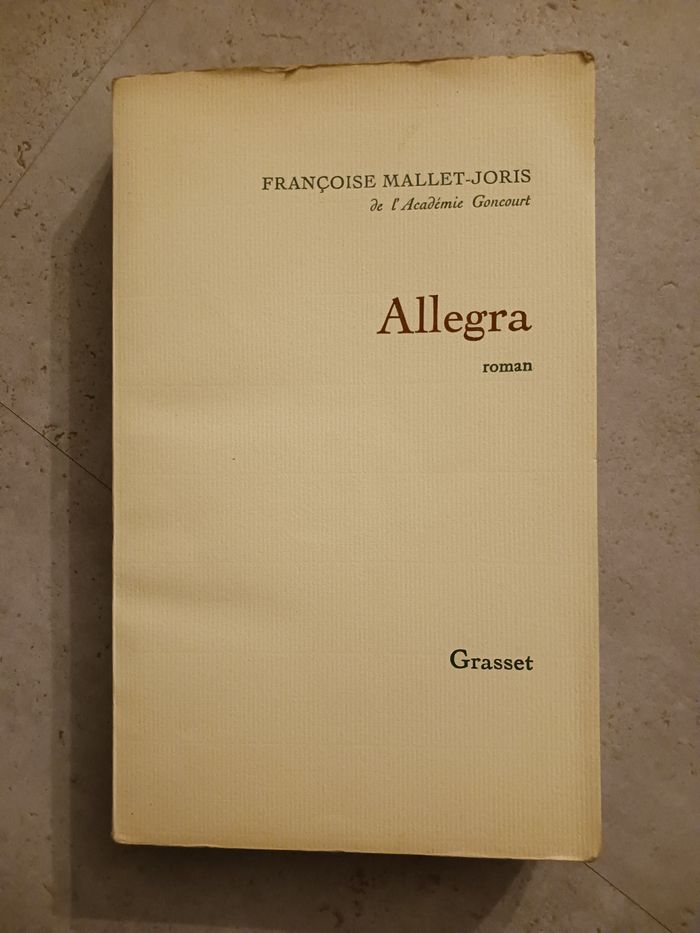 FRANÇOISE MALLET-JORIS
de l'Académie Goncourt
Allegra
roman
Grasset